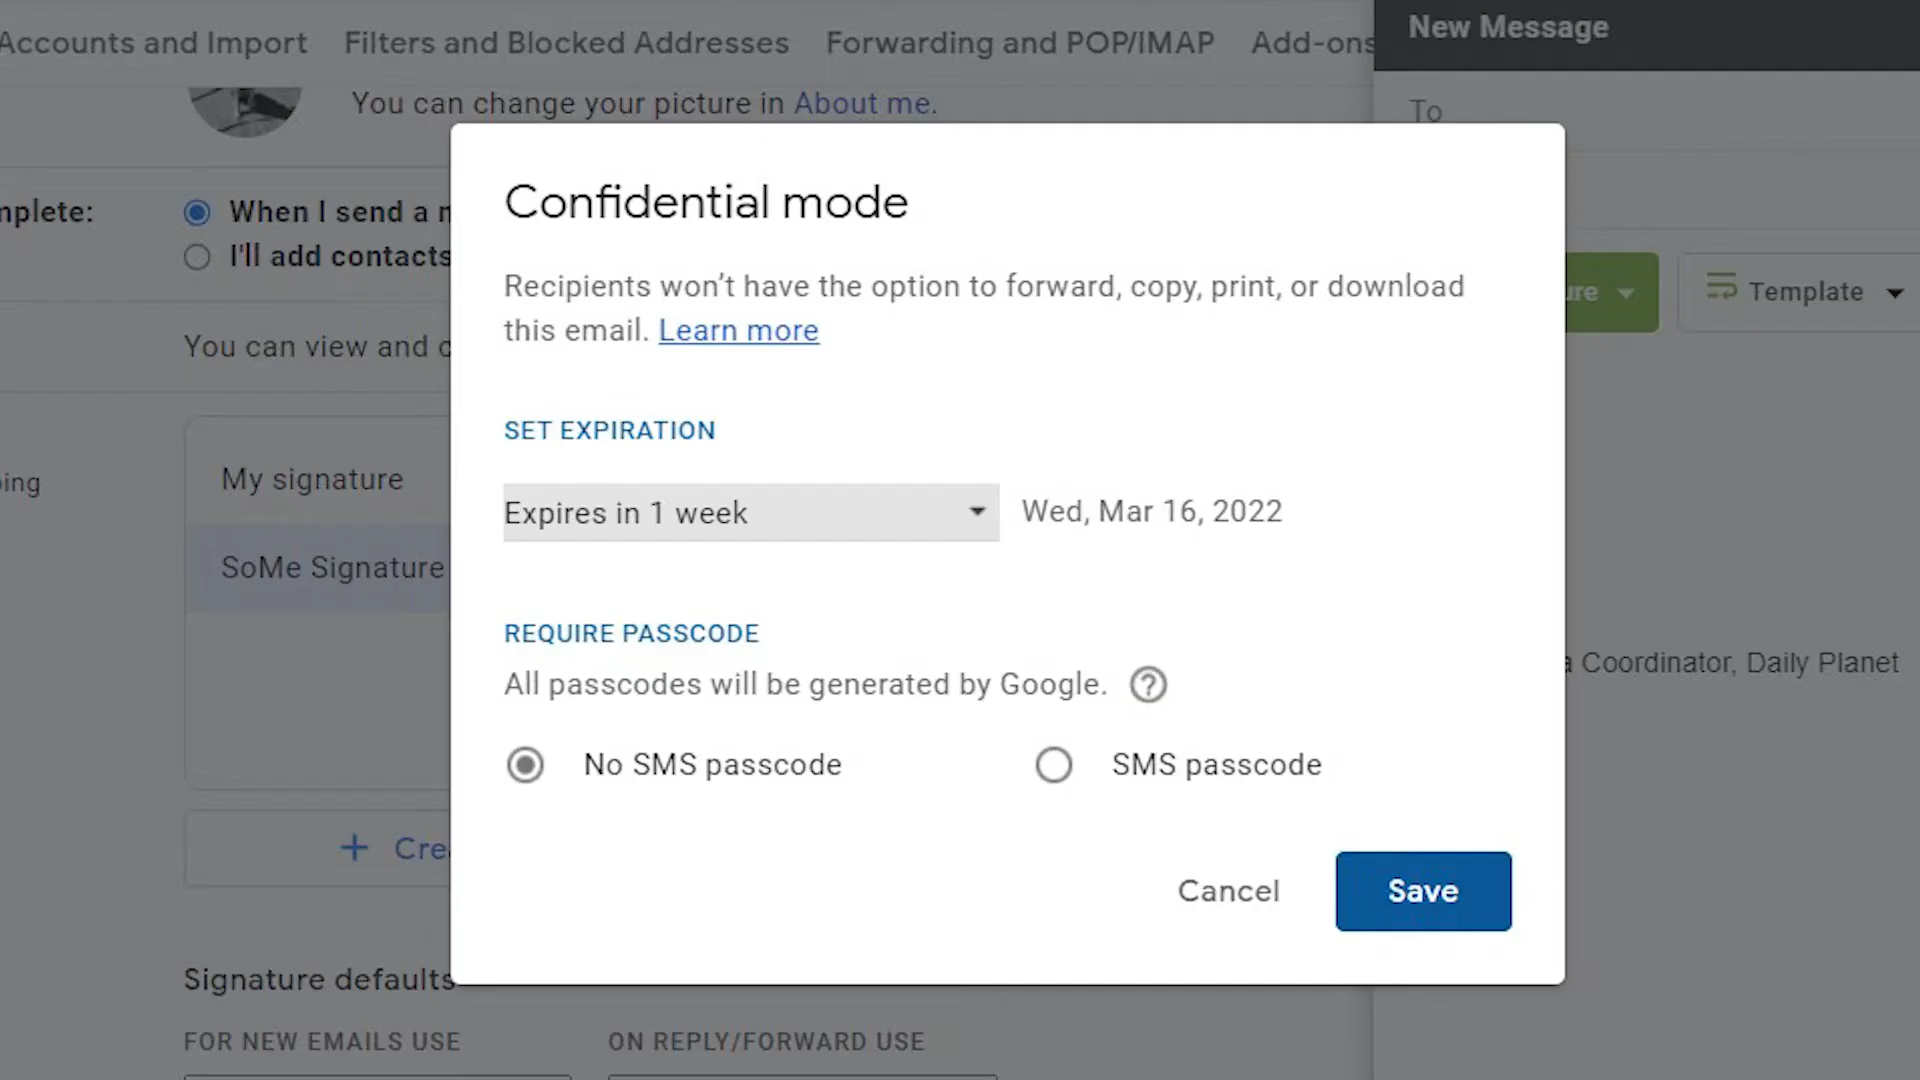 Accounts and Import Filters and Blocked Addresses Forwarding and POP/IMAP Add-ons
New Message
You can change your picture in About me.
To
Confidential mode
When I send a
I'll add contacts
Recipients won’t have the option to forward, copy, print, or download
this email. Learn more
Template
You can view and
SET EXPIRATION
My signature
Expires in 1 week Wed, Mar 16, 2022
SoMe Signature
REQUIRE PASSCODE
All passcodes will be generated by Google. ?
Coordinator, Daily Planet
No SMS passcode SMS passcode
+
Cancel Save
Signature defaults
FOR NEW EMAILS USE ON REPLY/FORWARD USE